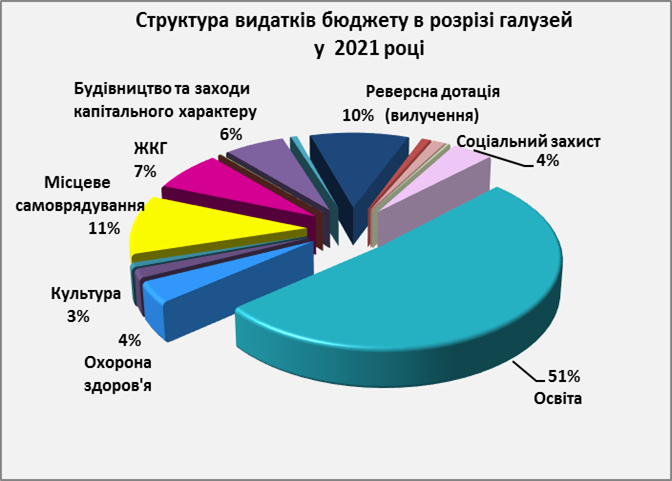 Структура видатків бюджету в розрізі галузей
у 2021 році
Будівництво та заходи
капітального характеру
6%
Реверсна дотація
10% (вилучення)
Соціальний захист
4%
ЖКГ
7%
Місцеве
самоврядування
11%
Культура
3%
4%
Охорона
здоров'я
51%
Освіта